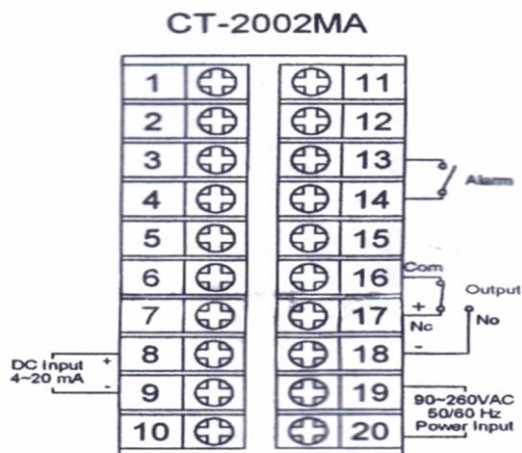 CT-2002MA
1 11
2 12
3 13
4 14
Alarm
5 15
6 16
Com
Output
7 17
+
Nc
No
8 18
-
DC Input
4~20 mA
+
-
9 19
90~260VAC
50/60 Hz
Power Input
10 20